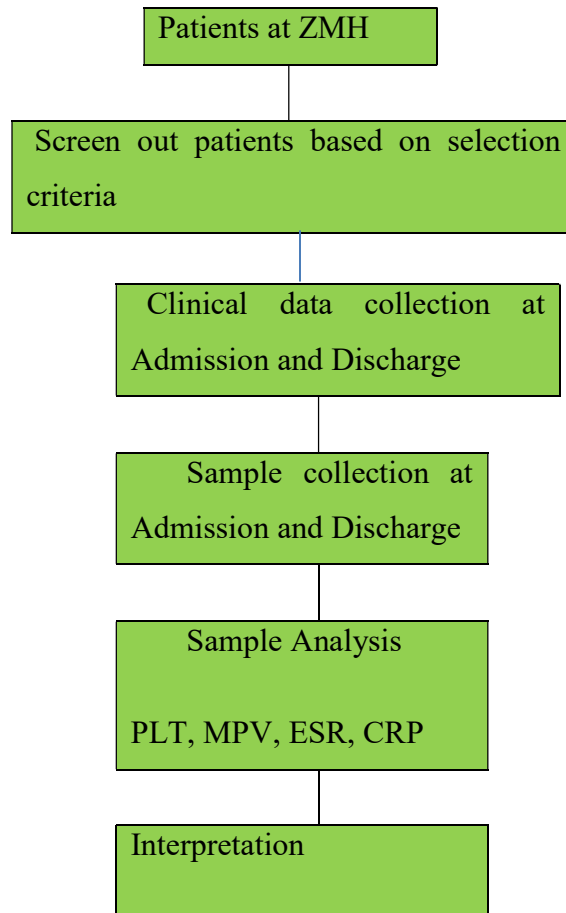 Patients at ZMH
Screen out patients based on selection
criteria
Clinical data collection at
Admission and Discharge
Sample collection at
Admission and Discharge
Sample Analysis
PLT, MPV, ESR, CRP
Interpretation